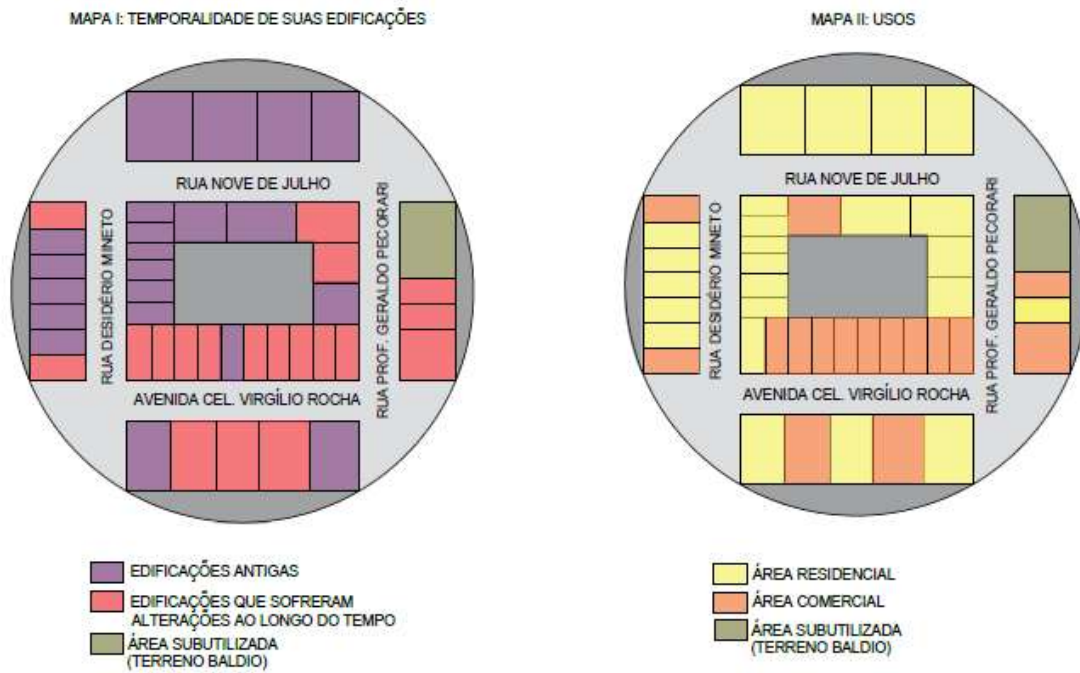 MAPA I: TEMPORALIDADE DE SUAS EDIFICAÇÕES
RUA NOVE DE JULHO
RUA DESIDÉRIO MINETO
RUA PROF. GERALDO PECORARI
AVENIDA CEL. VIRGÍLIO ROCHA
EDIFICAÇÕES ANTIGAS
EDIFICAÇÕES QUE SOFRERAM
ALTERAÇÕES AO LONGO DO TEMPO
ÁREA SUBUTILIZADA
(TERRENO BALDIO)
MAPA II: USOS
RUA NOVE DE JULHO
RUA DESIDÉRIO MINETO
RUA PROF. GERALDO PECORARI
AVENIDA CEL. VIRGÍLIO ROCHA
ÁREA RESIDENCIAL
ÁREA COMERCIAL
ÁREA SUBUTILIZADA
(TERRENO BALDIO)